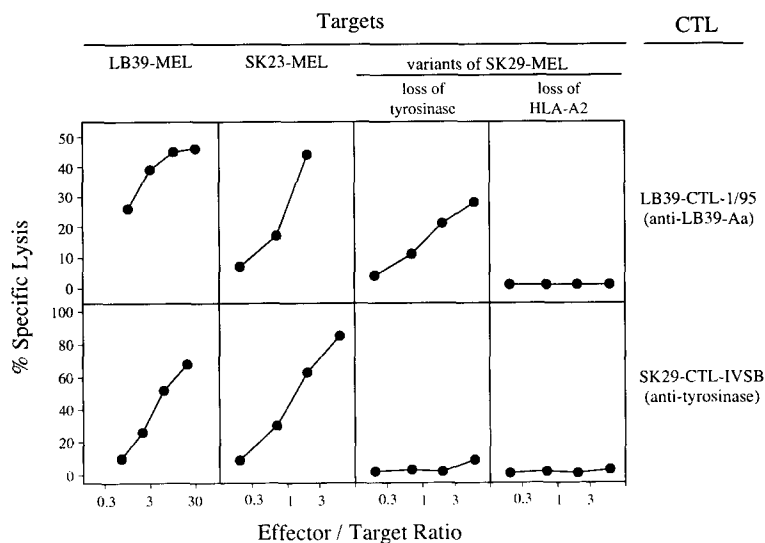 Targets CTL
LB39-MEL SK23-MEL variants of SK29-MEL
loss of tyrosinase
loss of HLA-A2
50
40
30
20
10
0
LB39-CTL-1/95
(anti-LB39-Aa)
% Specific Lysis
100
80
60
40
20
0
SK29-CTL-IVSB
(anti-tyrosinase)
0.3 3 30 0.3 1 3 0.3 1 3 0.3 1 3
Effector / Target Ratio